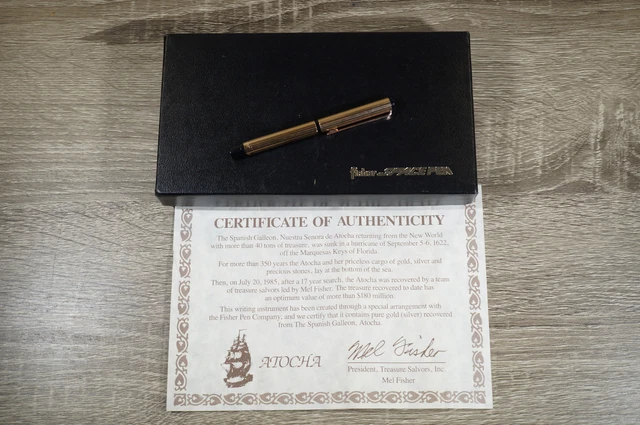 Fisher SPACE PEN
CERTIFICATE OF AUTHENTICITY
The Spanish Galleon, Nuestra Senora de Atocha returning from the New World
with more than 40 tons of treasure, was sunk in a hurricane of September 5-6, 1622,
off the Marquesas Keys of Florida.
For more than 350 years the Atocha and her priceless cargo of gold, silver and
precious stones, lay at the bottom of the sea.
Then, on July 20, 1985, after a 17 year search, the Atocha was recovered by a team
of treasure salvors led by Mel Fisher. The treasure recovered to date has
an optimum value of more than $180 million.
This writing instrument has been created through a special arrangement with
the Fisher Pen Company, and we certify that it contains pure gold (silver) recovered
from The Spanish Galleon, Atocha.
ATOCHA
Mel Fisher
President, Treasure Salvors, Inc.
Mel Fisher